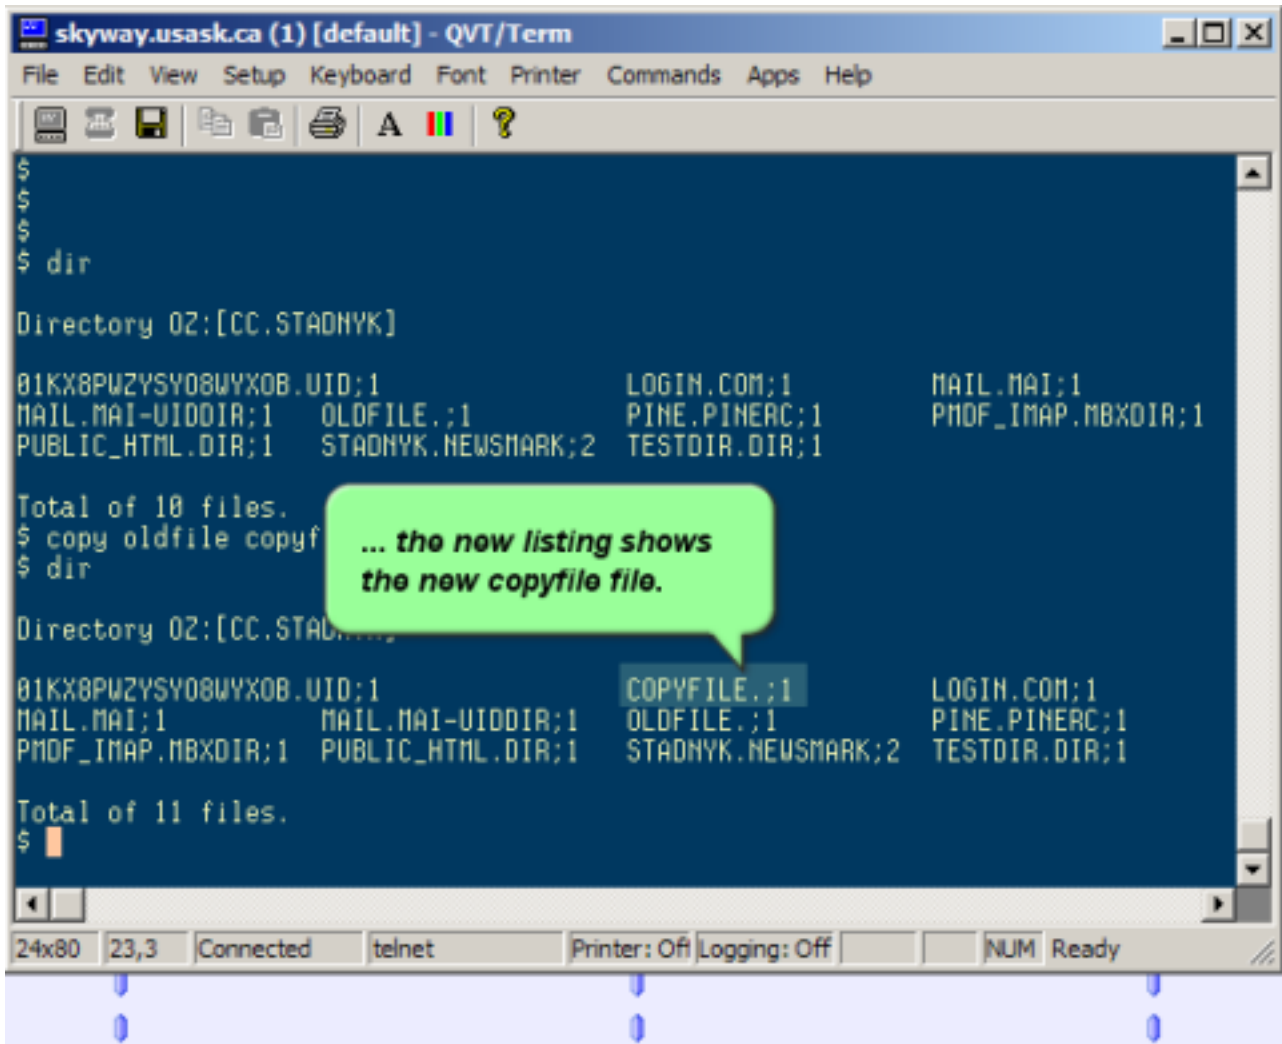 skyway.usask.ca (1) [default] - QVT/Term
File Edit View Setup Keyboard Font Printer Commands Apps Help
$
$
$
$ dir
Directory OZ:[CC.STADNYK]
01KX8PWZYSYO8WYXOB.UID;1 LOGIN.COM;1 MAIL.MAI;1
MAIL.MAI-UIDDIR;1 OLDFILE.;1 PINE.PINERC;1 PMDF_IMAP.MBXDIR;1
PUBLIC_HTML.DIR;1 STADNYK.NEWSMARK;2 TESTDIR.DIR;1
Total of 10 files.
$ copy oldfile copyf
$ dir
... the new listing shows
the new copyfile file.
Directory OZ:[CC.STADNYK]
01KX8PWZYSYO8WYXOB.UID;1 COPYFILE.;1 LOGIN.COM;1
MAIL.MAI;1 MAIL.MAI-UIDDIR;1 OLDFILE.;1 PINE.PINERC;1
PMDF_IMAP.MBXDIR;1 PUBLIC_HTML.DIR;1 STADNYK.NEWSMARK;2 TESTDIR.DIR;1
Total of 11 files.
$
24x80 23,3 Connected telnet Printer: Off Logging: Off NUM Ready